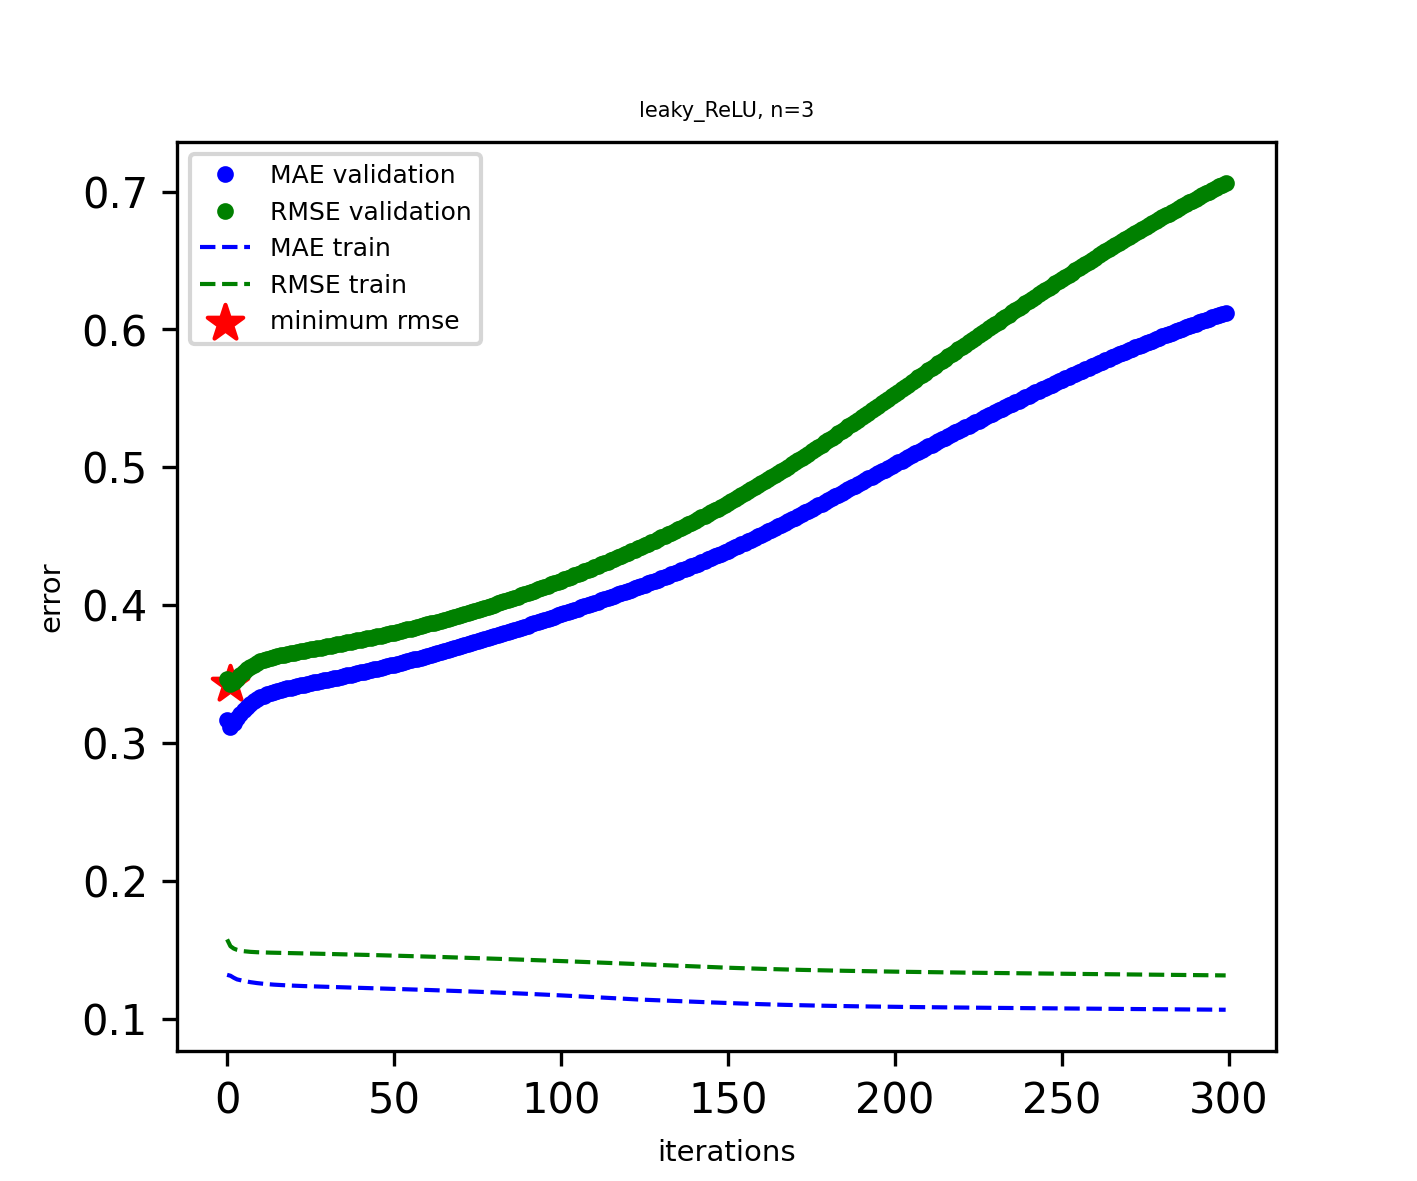 leaky_ReLU, n=3
MAE validation
RMSE validation
MAE train
RMSE train
minimum rmse
0.7
0.6
0.5
0.4
0.3
0.2
0.1
error
0 50 100 150 200 250 300
iterations